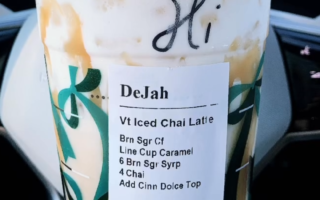 Hi
DeJah
Vt Iced Chai Latte
Brn Sgr Cf
Line Cup Caramel
6 Brn Sgr Syrp
4 Chai
Add Cinn Dolce Top